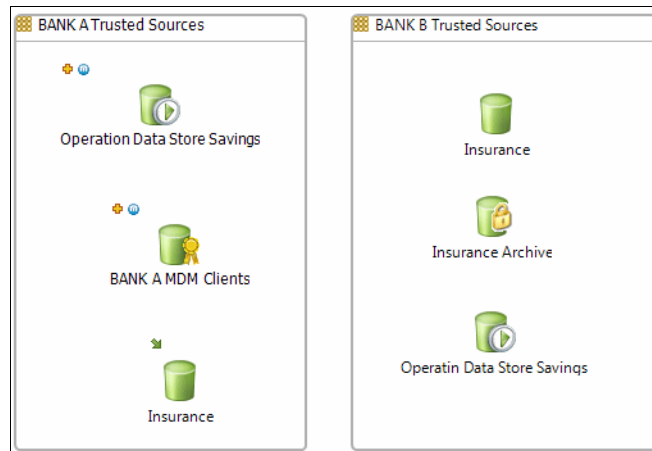 BANK A Trusted Sources
Operation Data Store Savings
BANK A MDM Clients
Insurance
BANK B Trusted Sources
Insurance
Insurance Archive
Operatin Data Store Savings